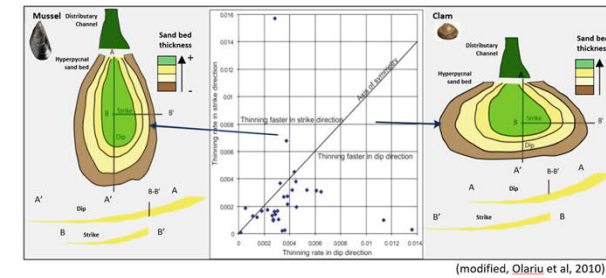 Mussel
Distributary
Channel
Hyperpycnal
sand bed
Sand bed
thickness
+
-
A
Strike
B
B'
Dip
A'
A'
Dip
B-B'
A
B
Strike
B'
Thinning rate in strike direction
0.016
0.014
0.012
0.01
0.008
0.006
0.004
0.002
0
Axis of symmetry
Thinning faster in strike direction
Thinning faster in dip direction
0
0.002
0.004
0.006
0.008
0.01
0.012
0.014
Thinning rate in dip direction
Clam
Distributary
Channel
Hyperpycnal
sand bed
Sand bed
thickness
A
B
Strike
B'
Dip
A'
A'
Dip
B-B'
A
B'
Strike
B
(modified, Olariu et al, 2010)